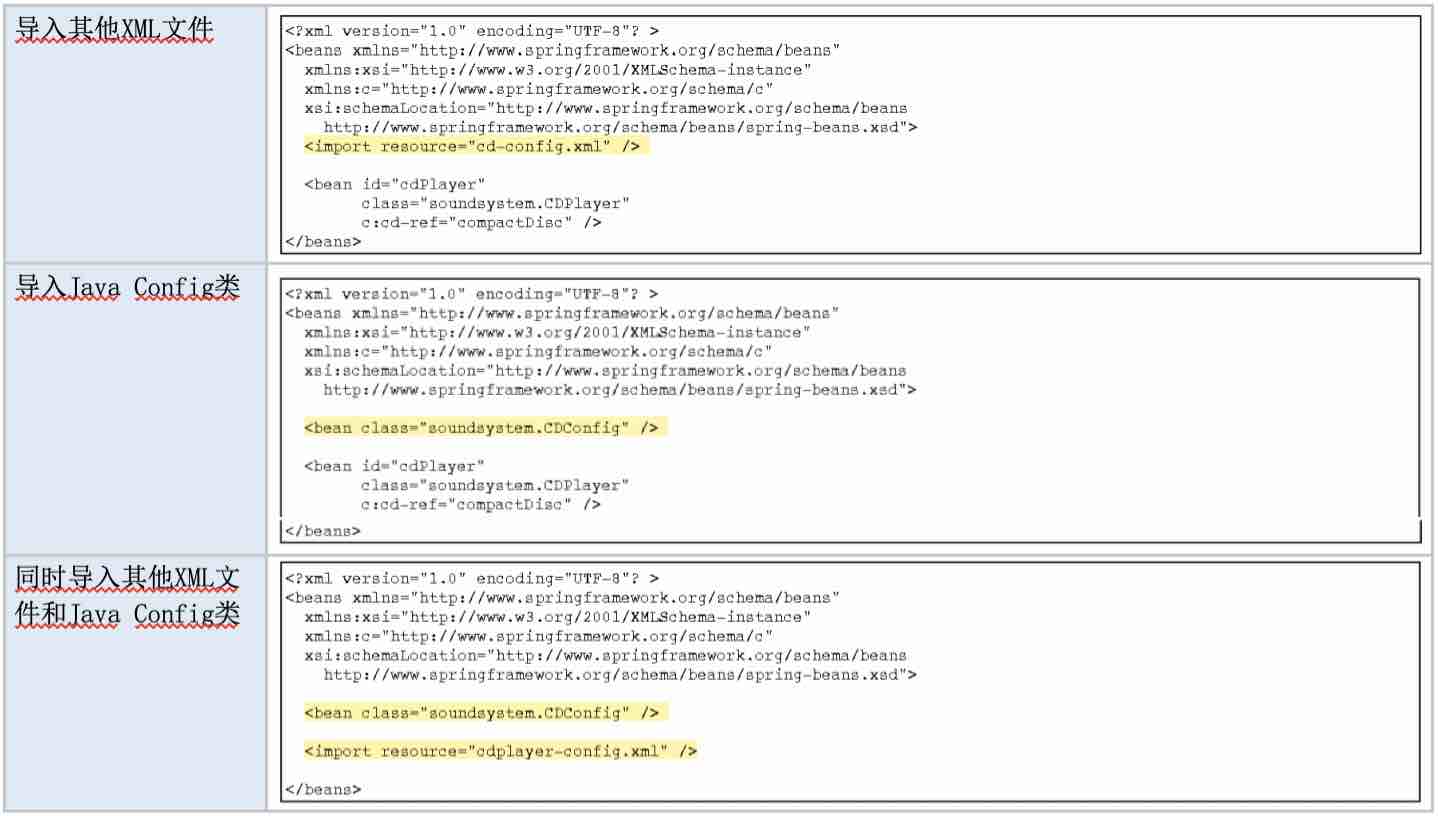 导入其他XML文件
<?xml version="1.0" encoding="UTF-8"? >
<beans xmlns="http://www.springframework.org/schema/beans"
xmlns:xsi="http://www.w3.org/2001/XMLSchema-instance"
xmlns:c="http://www.springframework.org/schema/c"
xsi:schemaLocation="http://www.springframework.org/schema/beans
http://www.springframework.org/schema/beans/spring-beans.xsd">
<import resource="cd-config.xml" />
<bean id="cdPlayer"
class="soundsystem.CDPlayer"
c:cd-ref="compactDisc" />
</beans>
导入Java Config类
<?xml version="1.0" encoding="UTF-8"? >
<beans xmlns="http://www.springframework.org/schema/beans"
xmlns:xsi="http://www.w3.org/2001/XMLSchema-instance"
xmlns:c="http://www.springframework.org/schema/c"
xsi:schemaLocation="http://www.springframework.org/schema/beans
http://www.springframework.org/schema/beans/spring-beans.xsd">
<bean class="soundsystem.CDConfig" />
<bean id="cdPlayer"
class="soundsystem.CDPlayer"
c:cd-ref="compactDisc" />
</beans>
同时导入其他XML文
件和Java Config类
<?xml version="1.0" encoding="UTF-8"? >
<beans xmlns="http://www.springframework.org/schema/beans"
xmlns:xsi="http://www.w3.org/2001/XMLSchema-instance"
xmlns:c="http://www.springframework.org/schema/c"
xsi:schemaLocation="http://www.springframework.org/schema/beans
http://www.springframework.org/schema/beans/spring-beans.xsd">
<bean class="soundsystem.CDConfig" />
<import resource="cdplayer-config.xml" />
</beans>